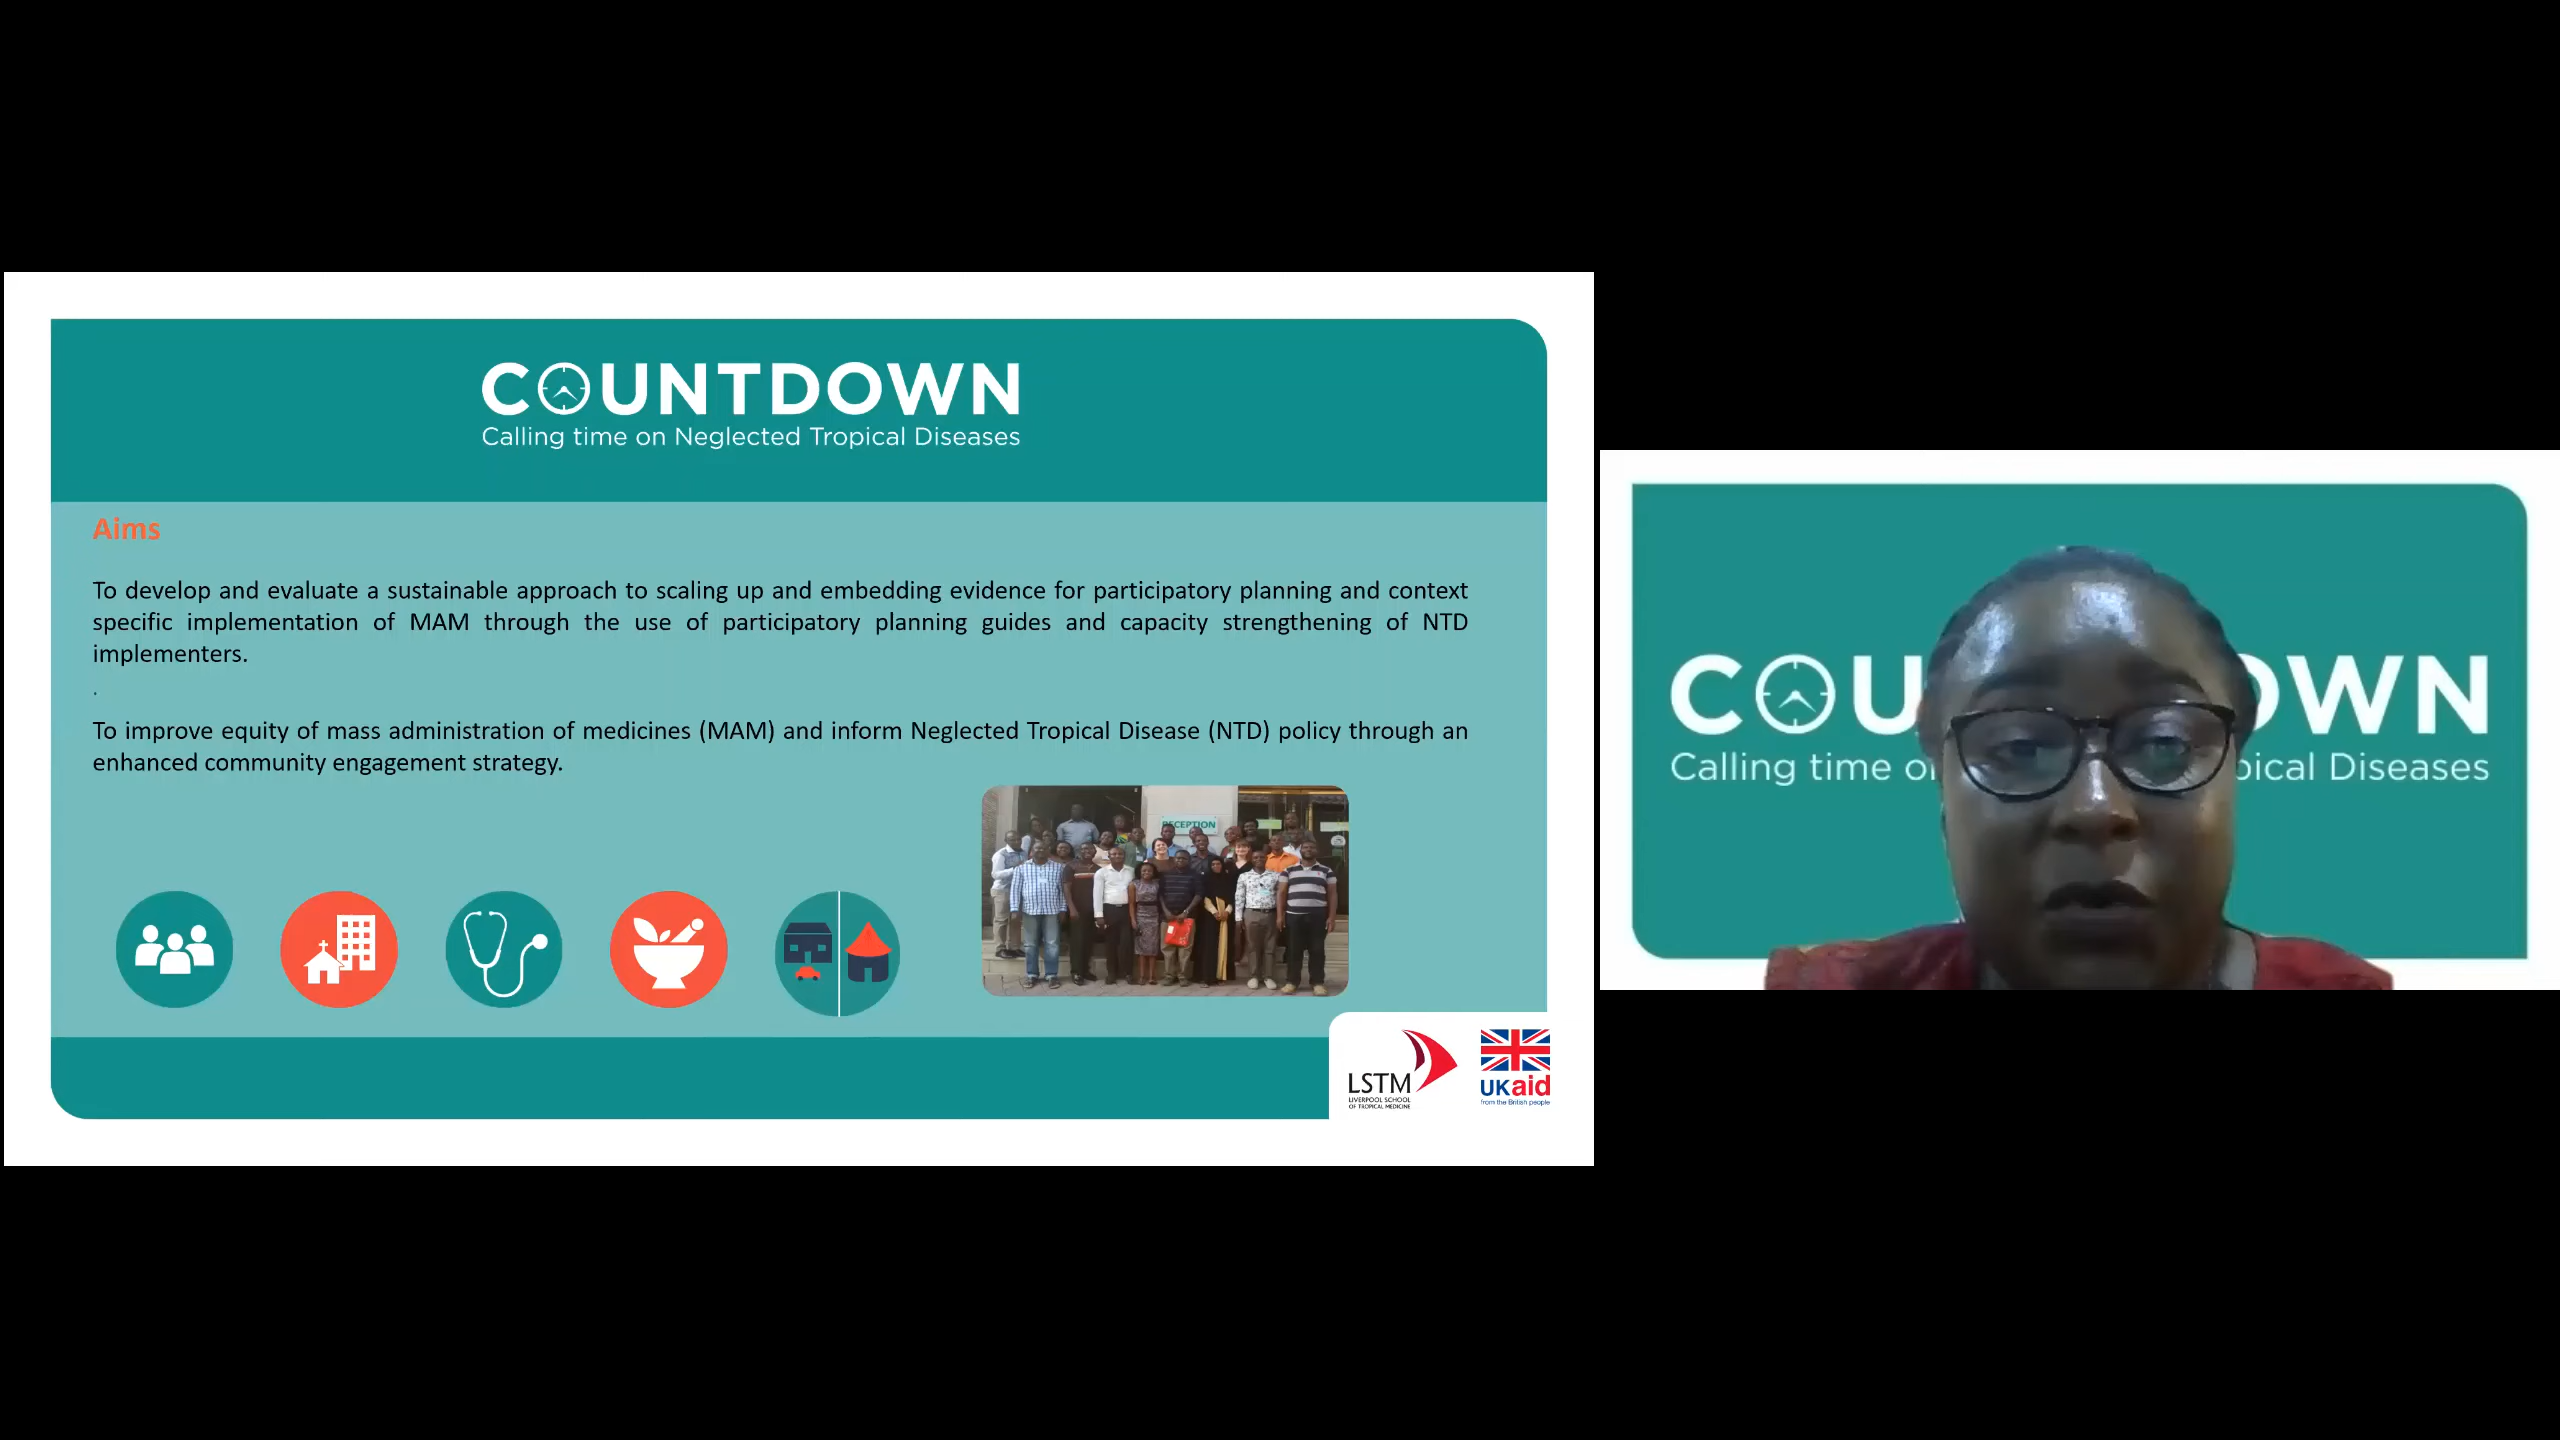 COUNTDOWN
Calling time on Neglected Tropical Diseases
Aims
To develop and evaluate a sustainable approach to scaling up and embedding evidence for participatory planning and context
specific implementation of MAM through the use of participatory planning guides and capacity strengthening of NTD
implementers.
.
To improve equity of mass administration of medicines (MAM) and inform Neglected Tropical Disease (NTD) policy through an
enhanced community engagement strategy.
RECEPTION
LSTM
LIVERPOOL SCHOOL
OF TROPICAL MEDICINE
UKaid
from the British people
COU OWN
Calling time o pical Diseases